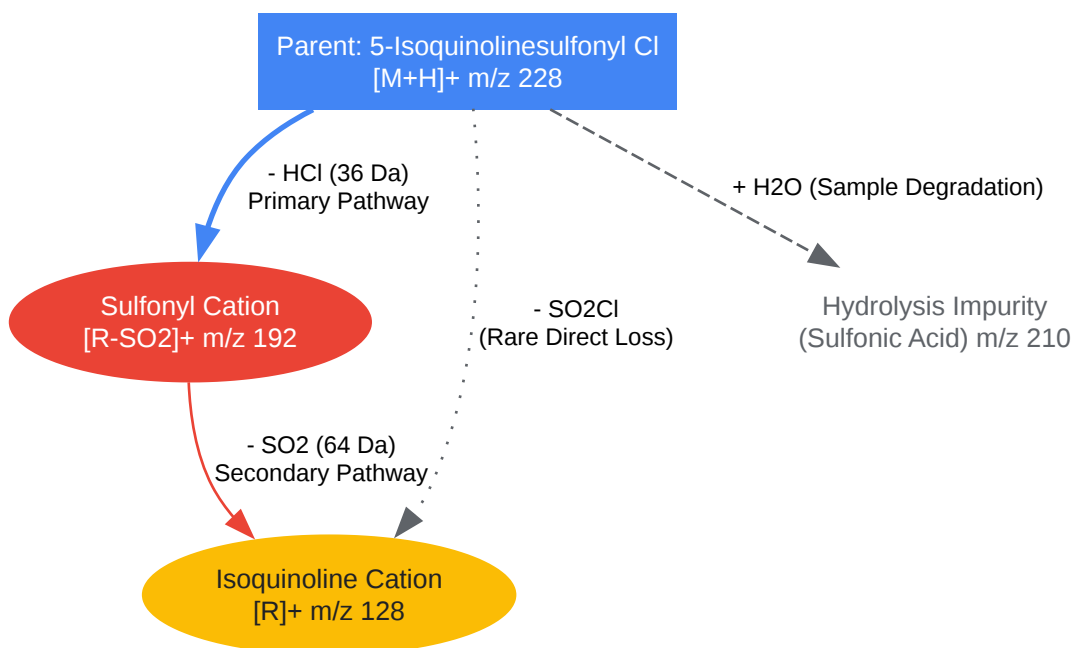 Parent: 5-Isoquinolinesulfonyl Cl
[M+H]+ m/z 228
- HCl (36 Da)
Primary Pathway
+ H2O (Sample Degradation)
Sulfonyl Cation
[R-SO2]+ m/z 192
- SO2Cl
(Rare Direct Loss)
Hydrolysis Impurity
(Sulfonic Acid) m/z 210
- SO2 (64 Da)
Secondary Pathway
Isoquinoline Cation
[R]+ m/z 128